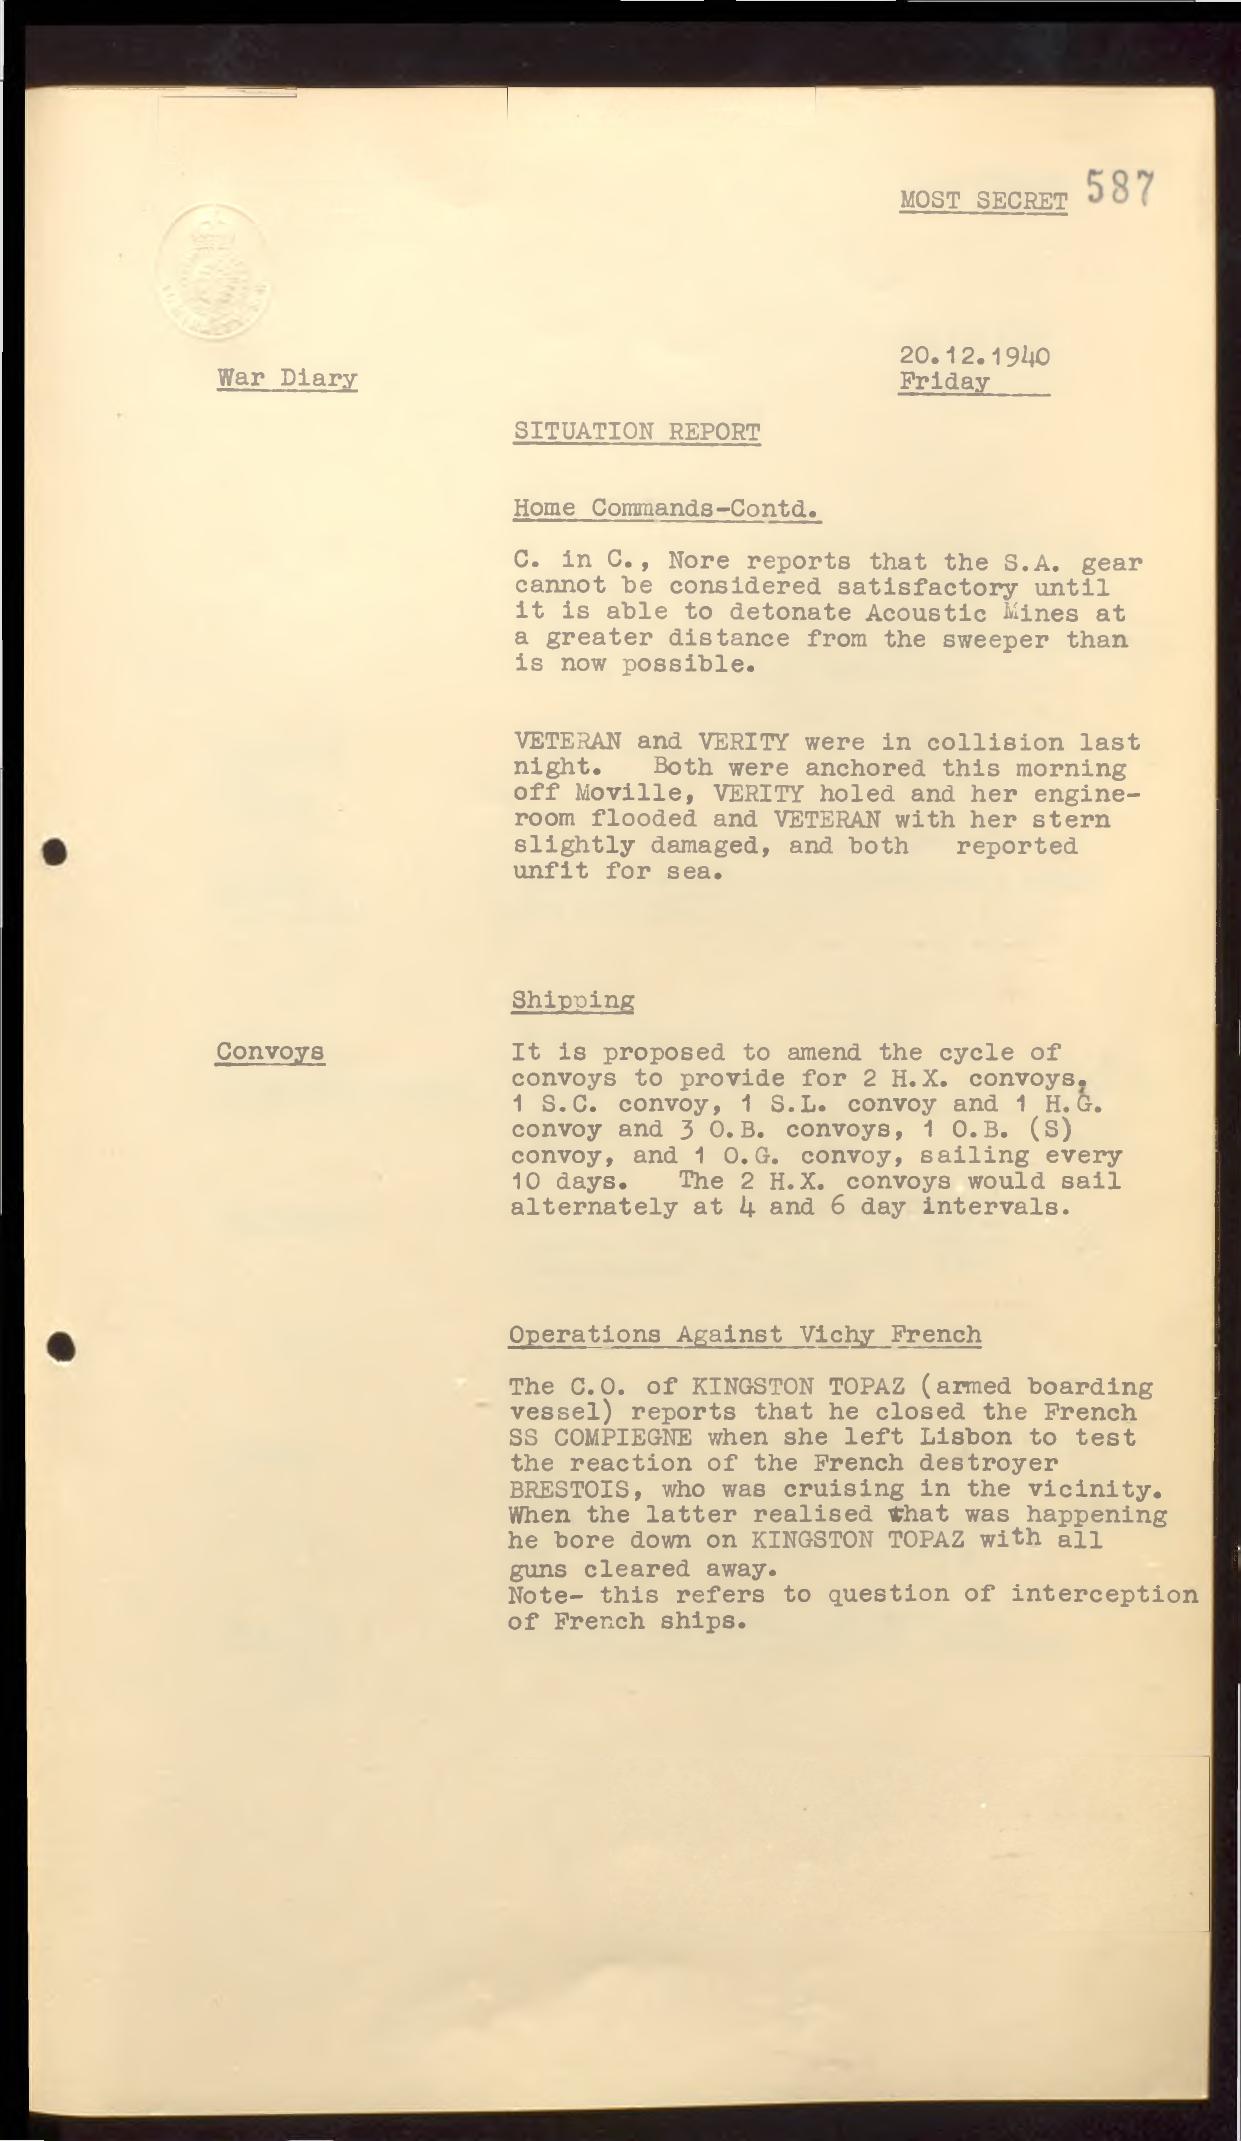 MOST SECRET 587
20.12.1940
War Diary
Friday
SITUATION REPORT
Home Commands-Contd.
C. in C., Nore reports that the S.A. gear
cannot be considered satisfactory until
it is able to detonate Acoustic Mines at
a greater distance from the sweeper than
is now possible.
VETERAN and VERITY were in collision last
night. Both were anchored this morning
off Moville, VERITY holed and her engine-
room flooded and VETERAN with her stern
slightly damaged, and both reported
unfit for sea.
Shipping
Convoys
It is proposed to amend the cycle of
convoys to provide for 2 H.X. convoys,
1 S.C. convoy, 1 S.L. convoy and 1 H.G.
convoy and 3 O.B. convoys, 1 O.B. (S)
convoy, and 1 O.G. convoy, sailing every
10 days. The 2 H.X. convoys would sail
alternately at 4 and 6 day intervals.
Operations Against Vichy French
The C.O. of KINGSTON TOPAZ (armed boarding
vessel) reports that he closed the French
SS COMPIEGNE when she left Lisbon to test
the reaction of the French destroyer
BRESTOIS, who was cruising in the vicinity.
When the latter realised that was happening
he bore down on KINGSTON TOPAZ with all
guns cleared away.
Note- this refers to question of interception
of French ships.